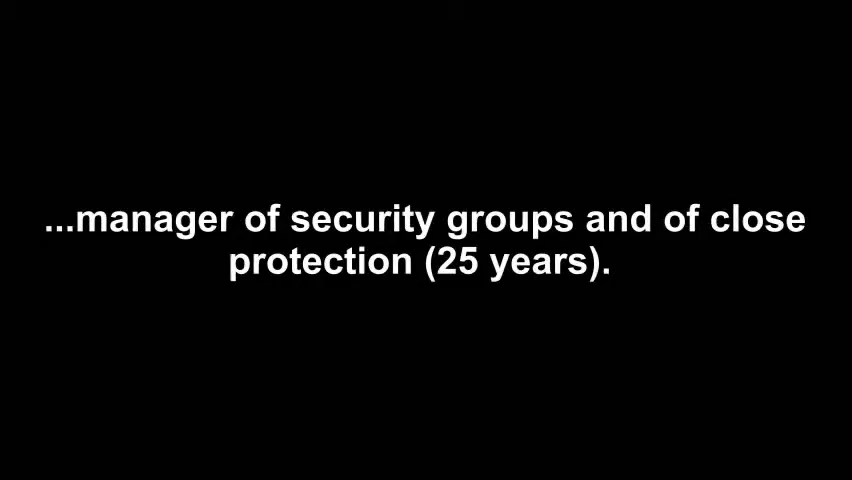 ...manager of security groups and of close
protection (25 years).